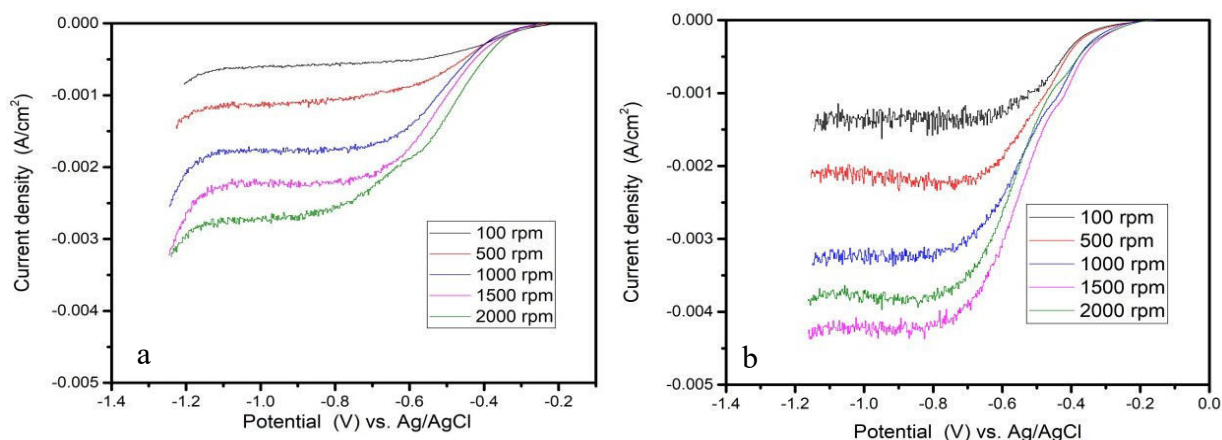 0.000
-0.001
-0.002
-0.003
-0.004
-0.005
Current density (A/cm²)
100 rpm
500 rpm
1000 rpm
1500 rpm
2000 rpm
a
-1.4
-1.2
-1.0
-0.8
-0.6
-0.4
-0.2
Potential (V) vs. Ag/AgCl
0.000
-0.001
-0.002
-0.003
-0.004
-0.005
Current density (A/cm²)
100 rpm
500 rpm
1000 rpm
1500 rpm
2000 rpm
b
-1.4
-1.2
-1.0
-0.8
-0.6
-0.4
-0.2
0.0
Potential (V) vs. Ag/AgCl